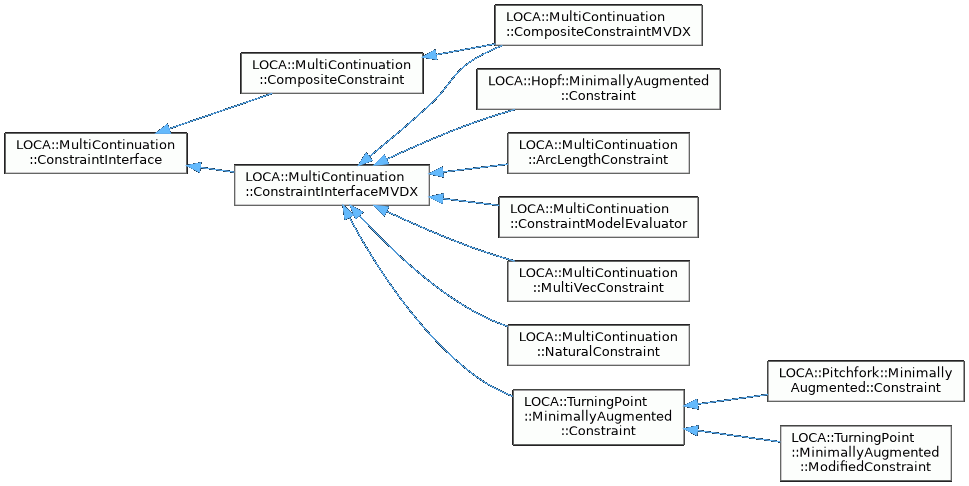 LOCA::MultiContinuation
::CompositeConstraintMVDX
LOCA::MultiContinuation
::CompositeConstraint
LOCA::Hopf::MinimallyAugmented
::Constraint
LOCA::MultiContinuation
::ConstraintInterface
LOCA::MultiContinuation
::ArcLengthConstraint
LOCA::MultiContinuation
::ConstraintInterfaceMVDX
LOCA::MultiContinuation
::ConstraintModelEvaluator
LOCA::MultiContinuation
::MultiVecConstraint
LOCA::MultiContinuation
::NaturalConstraint
LOCA::TurningPoint
::MinimallyAugmented
::Constraint
LOCA::Pitchfork::Minimally
Augmented::Constraint
LOCA::TurningPoint
::MinimallyAugmented
::ModifiedConstraint